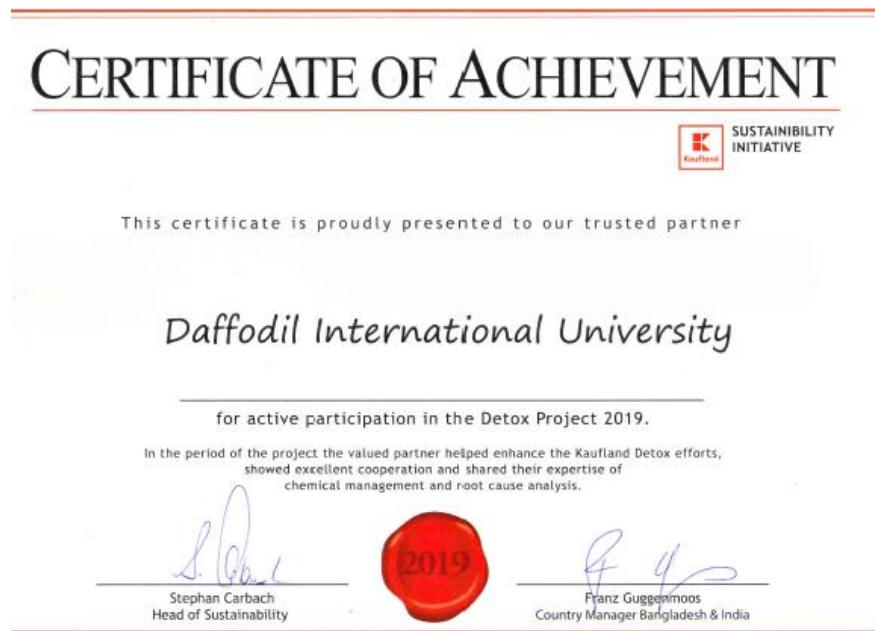 CERTIFICATE OF ACHIEVEMENT
K
Kaufland
SUSTAINIBILITY
INITIATIVE
This certificate is proudly presented to our trusted partner
Daffodil International University
for active participation in the Detox Project 2019.
In the period of the project the valued partner helped enhance the Kaufland Detox efforts,
showed excellent cooperation and shared their expertise of
chemical management and root cause analysis.
2019
Stephan Carbach
Head of Sustainability
Franz Guggenmoos
Country Manager Bangladesh & India